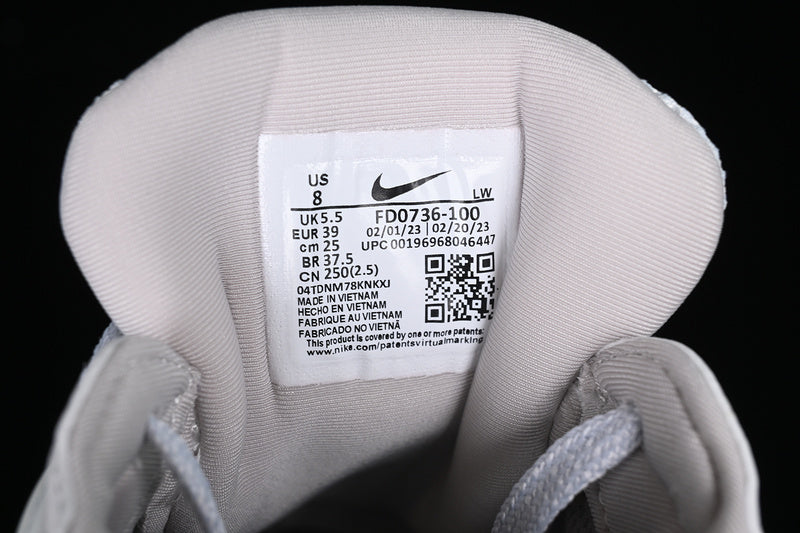 US
8
LW
UK 5.5
EUR 39
cm 25
BR 37.5
CN 250(2.5)
FD0736-100
02/01/23 | 02/20/23
UPC 00196968046447
04TDNM78KNKXJ
MADE IN VIETNAM
HECHO EN VIETNAM
FABRIQUE AU VIETNAM
FABRICADO NO VIETNÃ
This product is covered by one or more patents:
www.nike.com/patentsvirtualmarking